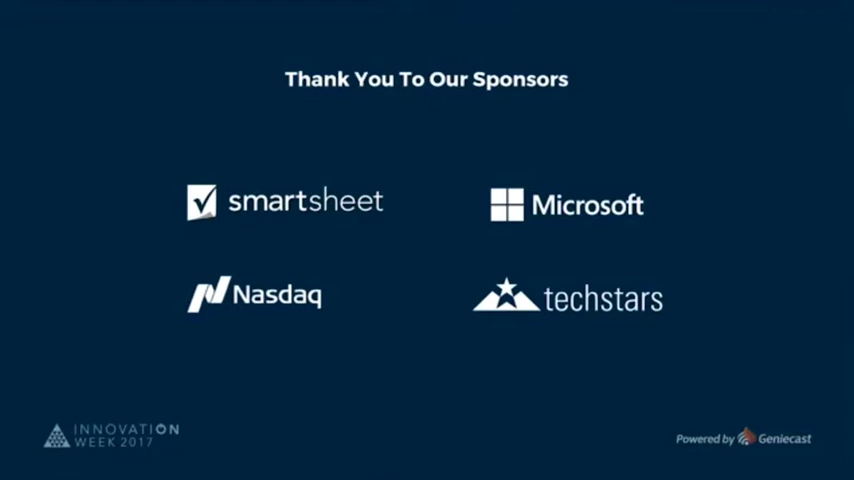 Thank You To Our Sponsors
smartsheet
Microsoft
Nasdaq
techstars
INNOVATION
WEEK 2017
Powered by Geniecast